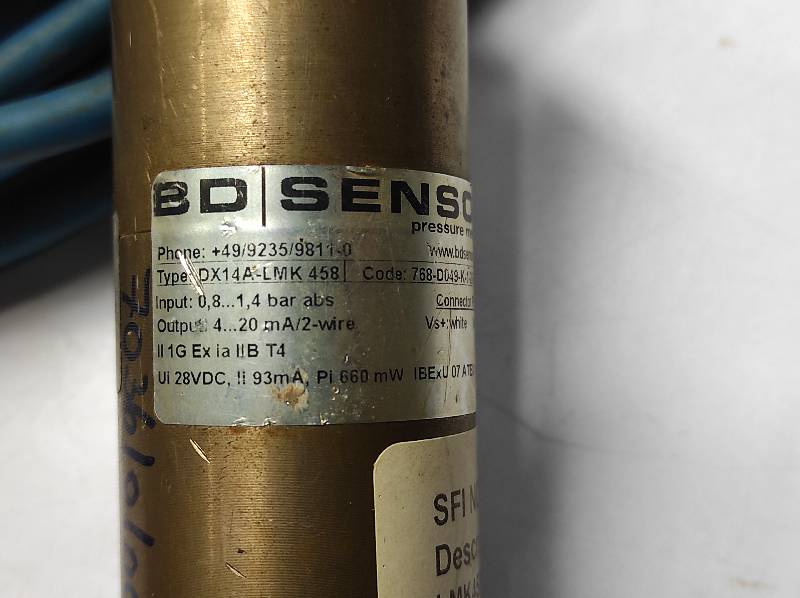 BD|SENSO
pressure me
Phone: +49/9235/9811-0 www.bdsen
Type: DX14A-LMK 458 Code: 768-D049-K-1
Input: 0,8...1,4 bar abs Connector
Output: 4...20 mA/2-wire Vs+: white
II 1G Ex ia IIB T4
Ui 28VDC, Ii 93mA, Pi 660 mW IBExU 07 ATE
SFI N
Desc
LMK45